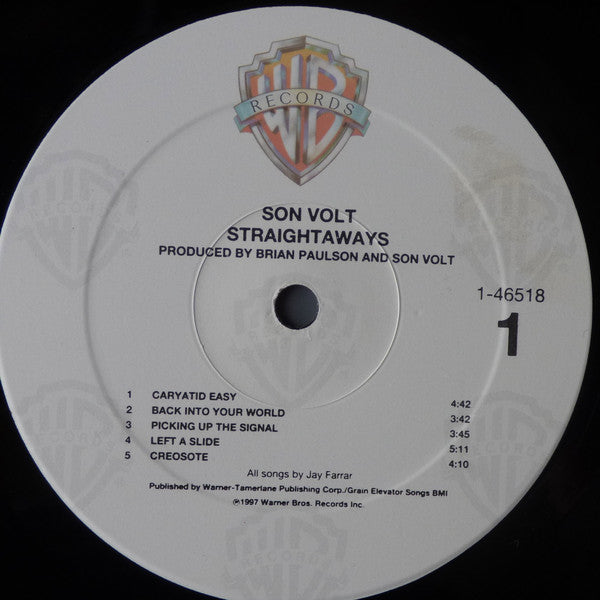 WB
RECORDS
SON VOLT
STRAIGHTAWAYS
PRODUCED BY BRIAN PAULSON AND SON VOLT
1-46518
1
1 CARYATID EASY 4:42
2 BACK INTO YOUR WORLD 3:42
3 PICKING UP THE SIGNAL 3:45
4 LEFT A SLIDE 5:11
5 CREOSOTE 4:10
All songs by Jay Farrar
Published by Warner-Tamerlane Publishing Corp./Grain Elevator Songs BMI
℗1997 Warner Bros. Records Inc.